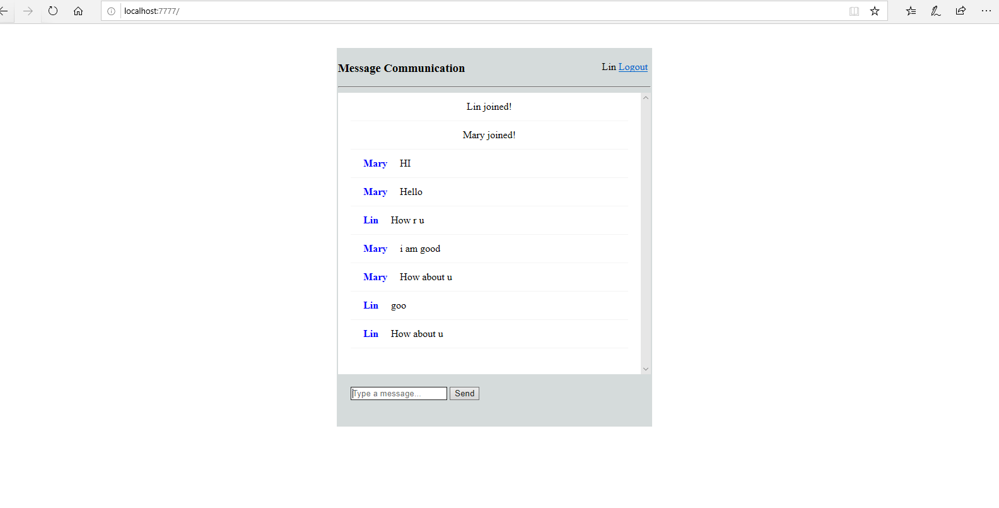 localhost:7777/
Message Communication
Lin Logout
Lin joined!
Mary joined!
Mary HI
Mary Hello
Lin How r u
Mary i am good
Mary How about u
Lin goo
Lin How about u
Type a message... Send